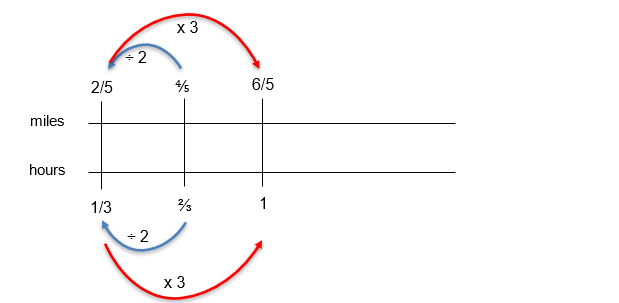 x 3
÷ 2
2/5 ⅘ 6/5
miles
hours
1/3 ⅔ 1
÷ 2
x 3